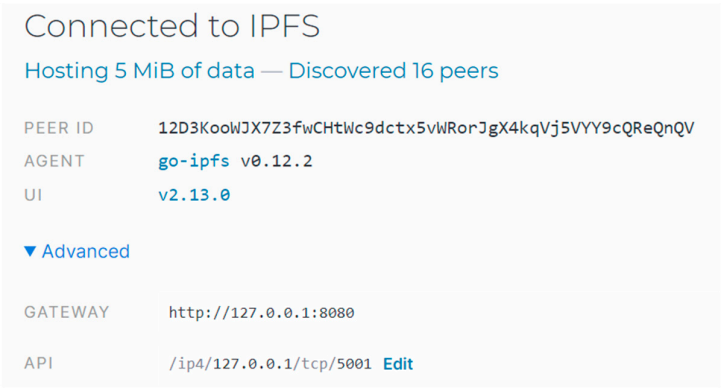 Connected to IPFS
Hosting 5 MiB of data — Discovered 16 peers
PEER ID 12D3KooWJX7Z3fwCHtWc9dctx5vWRorJgX4kqVj5VYY9cQReQnQV
AGENT go-ipfs v0.12.2
UI v2.13.0
▼ Advanced
GATEWAY http://127.0.0.1:8080
API /ip4/127.0.0.1/tcp/5001 Edit